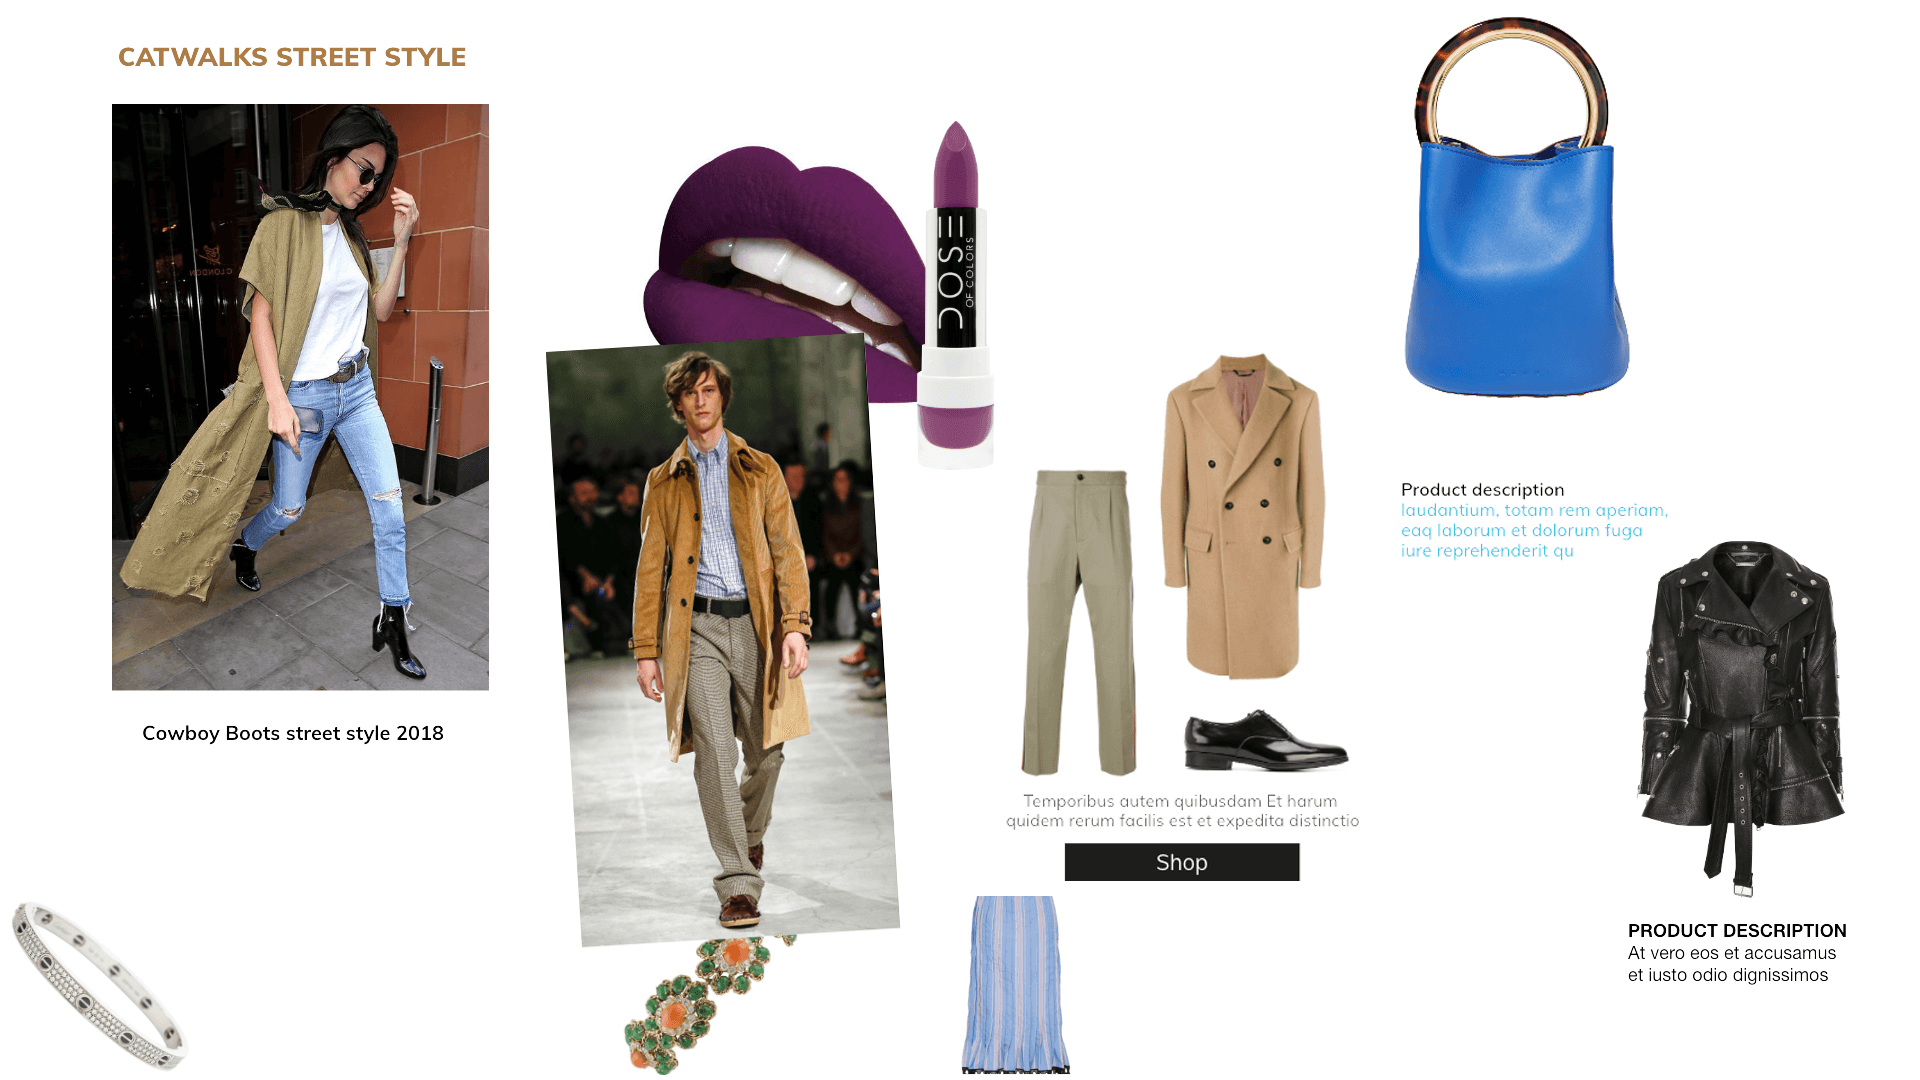 CATWALKS STREET STYLE
C LONDON
DOSE
OF COLORS
Cowboy Boots street style 2018
Product description
laudantium, totam rem aperiam,
eaq laborum et dolorum fuga
iure reprehenderit qu
Temporibus autem quibusdam Et harum
quidem rerum facilis est et expedita distinctio
Shop
PRODUCT DESCRIPTION
At vero eos et accusamus
et iusto odio dignissimos